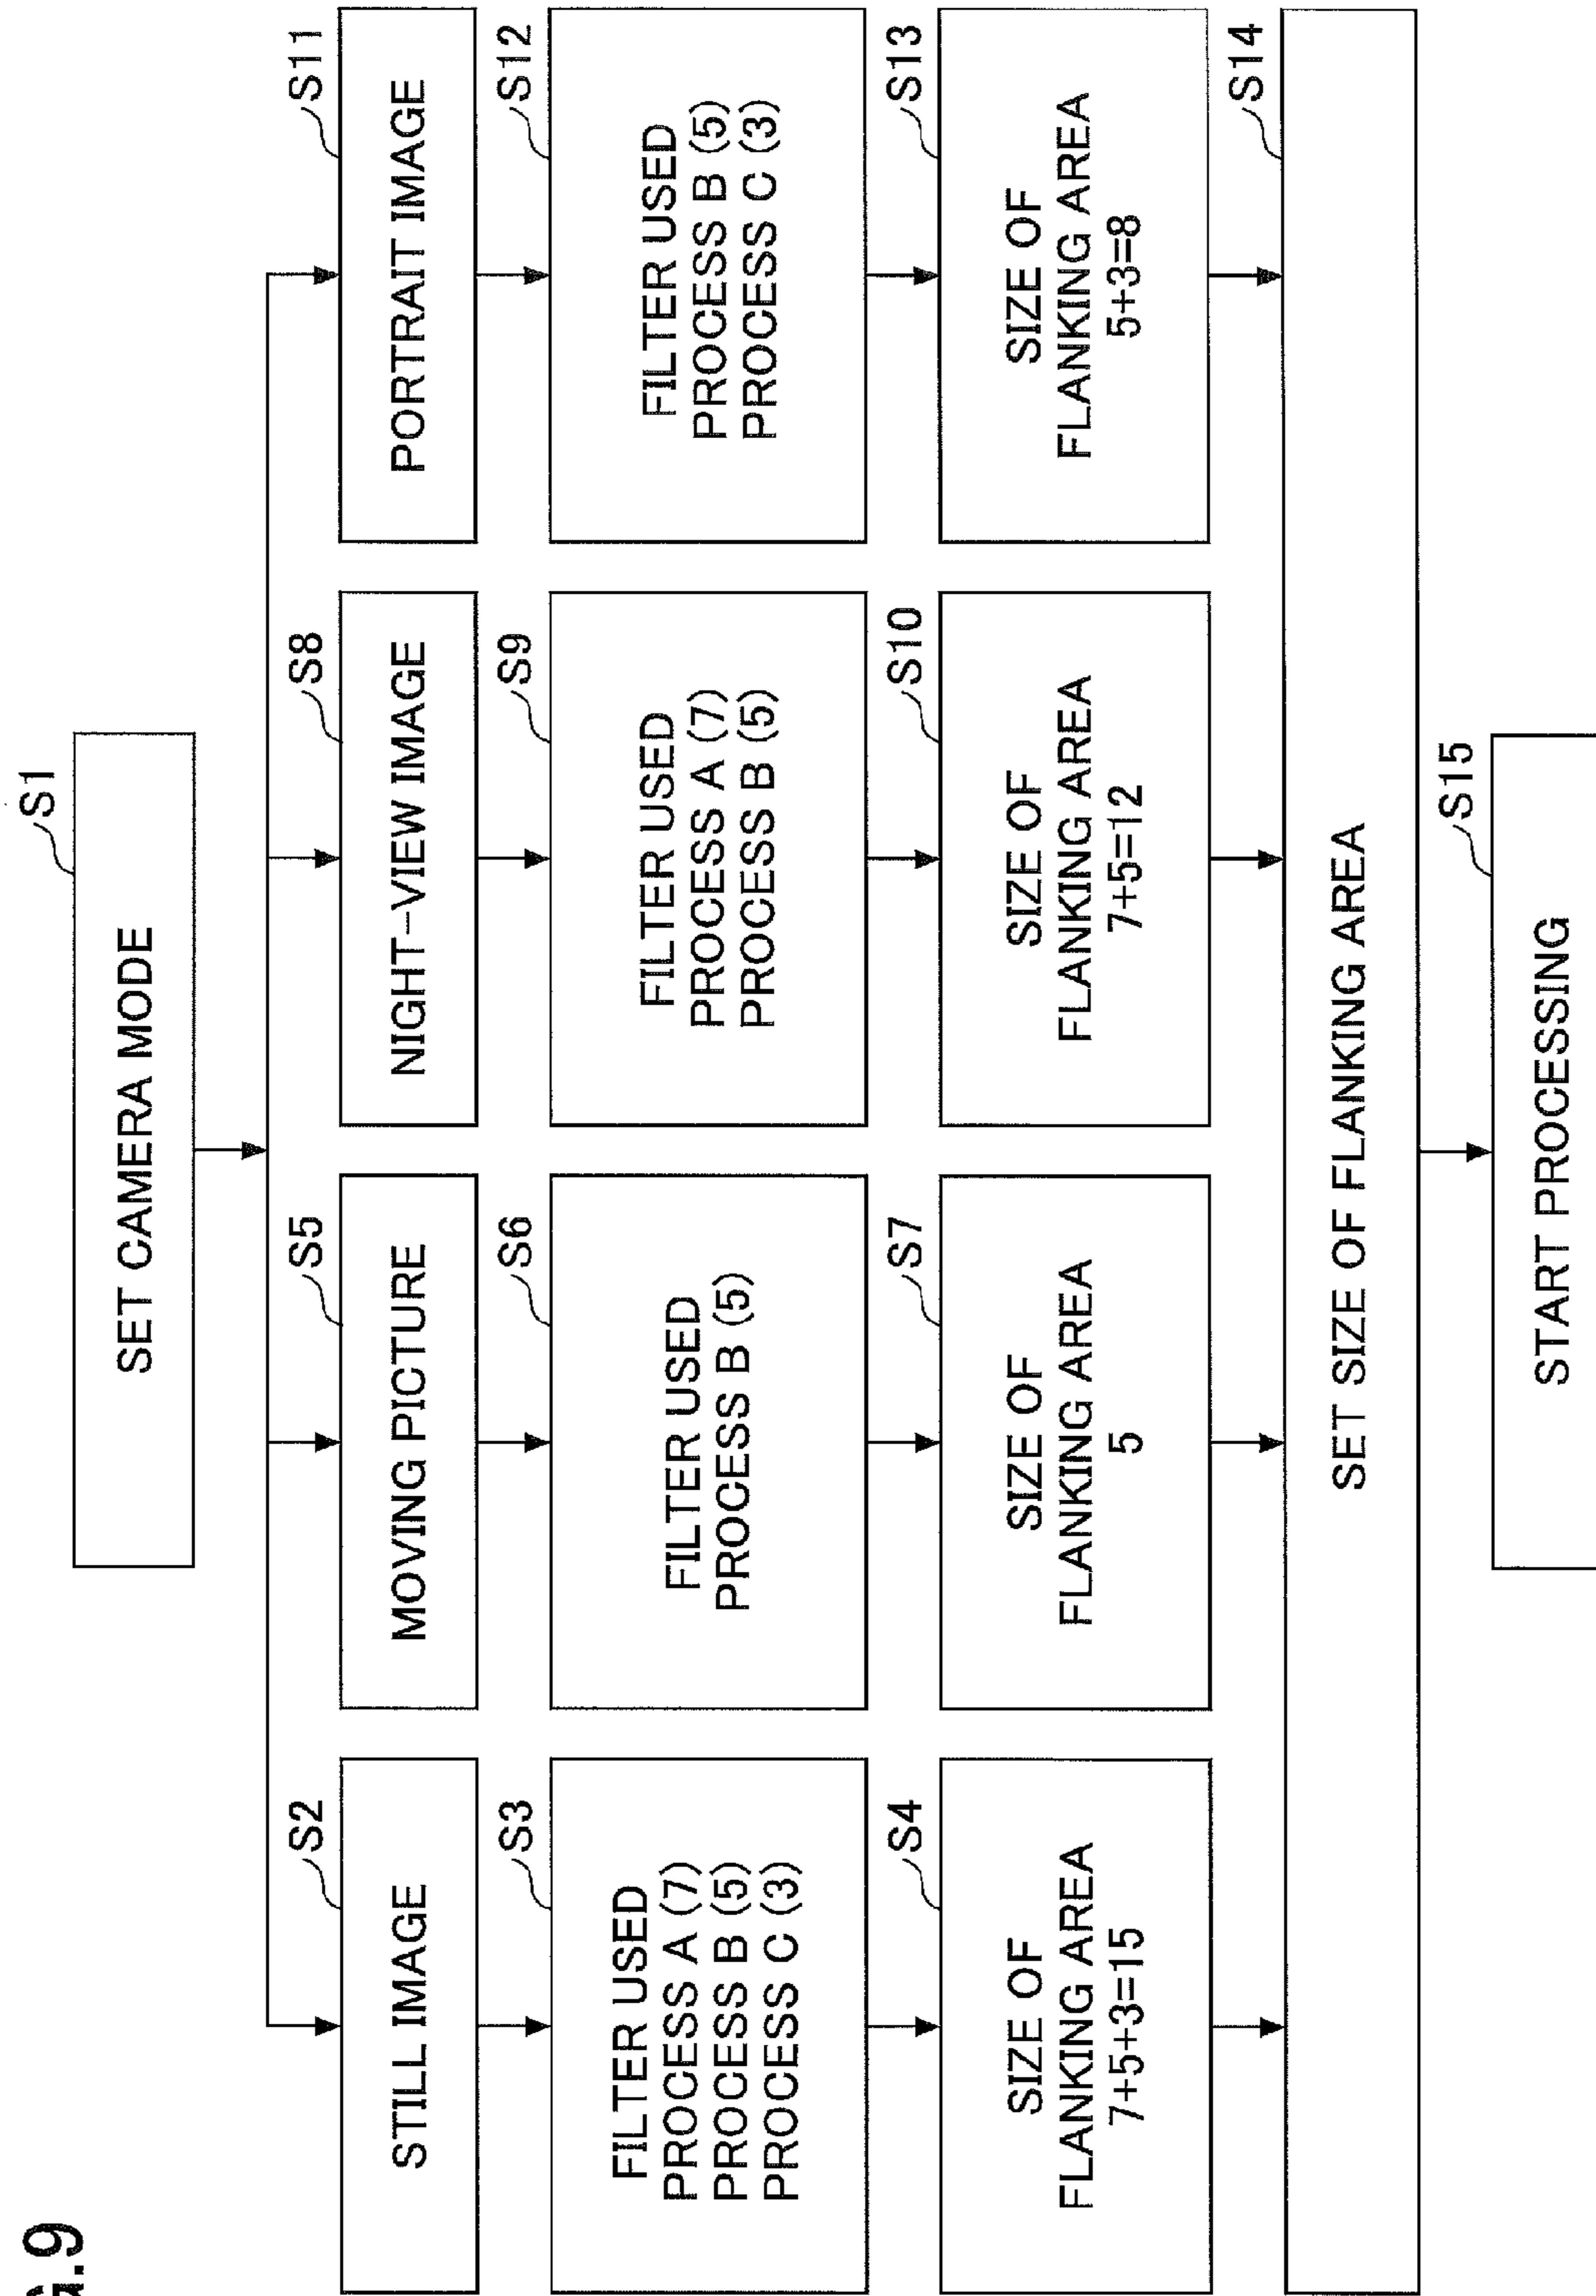 S1
SET CAMERA MODE
S2
STILL IMAGE
S5
MOVING PICTURE
S8
NIGHT-VIEW IMAGE
S11
PORTRAIT IMAGE
S3
FILTER USED
PROCESS A (7)
PROCESS B (5)
PROCESS C (3)
S6
FILTER USED
PROCESS B (5)
S9
FILTER USED
PROCESS A (7)
PROCESS B (5)
S12
FILTER USED
PROCESS B (5)
PROCESS C (3)
S4
SIZE OF
FLANKING AREA
7+5+3=15
S7
SIZE OF
FLANKING AREA
5
S10
SIZE OF
FLANKING AREA
7+5=12
S13
SIZE OF
FLANKING AREA
5+3=8
S14
SET SIZE OF FLANKING AREA
S15
START PROCESSING